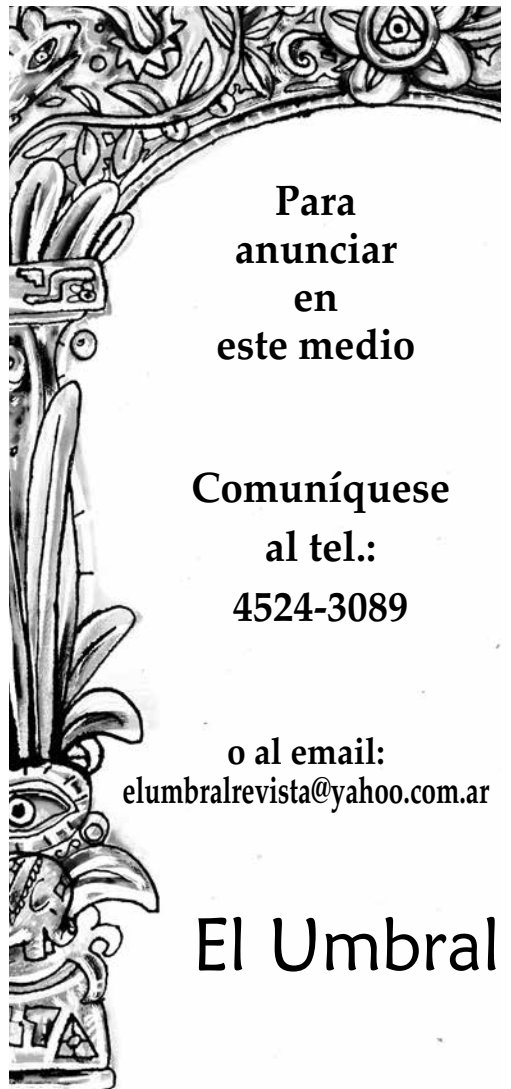 Para
anunciar
en
este medio
Comuníquese
al tel.:
4524-3089
o al email:
elumbralrevista@yahoo.com.ar
El Umbral